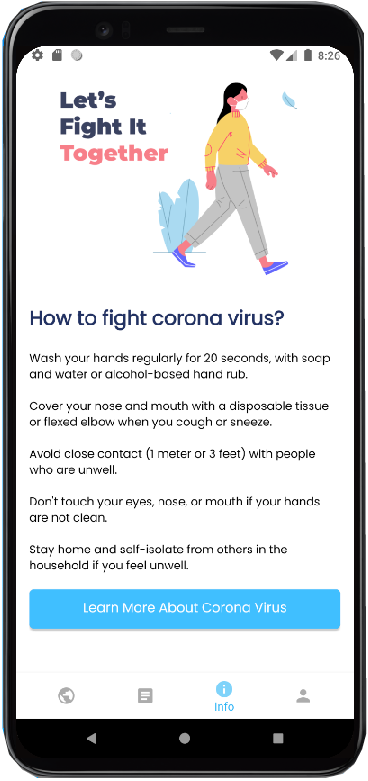 8:26
Let's
Fight It
Together
How to fight corona virus?
Wash your hands regularly for 20 seconds, with soap
and water or alcohol-based hand rub.
Cover your nose and mouth with a disposable tissue
or flexed elbow when you cough or sneeze.
Avoid close contact (1 meter or 3 feet) with people
who are unwell.
Don't touch your eyes, nose, or mouth if your hands
are not clean.
Stay home and self-isolate from others in the
household if you feel unwell.
Learn More About Corona Virus
Info